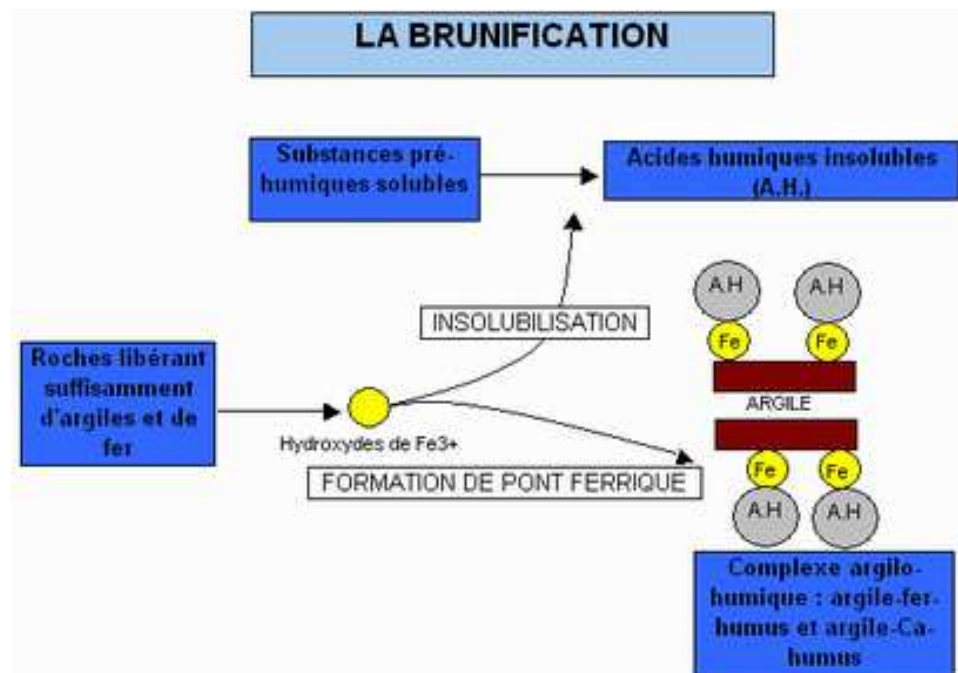 LA BRUNIFICATION
Substances pré-
humiques solubles
Acides humiques insolubles
(A.H.)
A.H
A.H
Fe
Fe
INSOLUBILISATION
Roches libérant
suffisamment
d'argiles et de
fer
ARGILE
Hydroxydes de Fe3+
FORMATION DE PONT FERRIQUE
Fe
Fe
A.H
A.H
Complexe argilo-
humique : argile-fer-
humus et argile-Ca-
humus